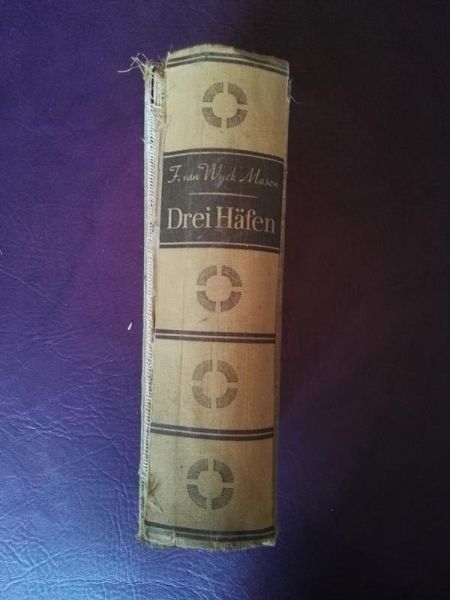 F. van Wyck Mason
Drei Häfen